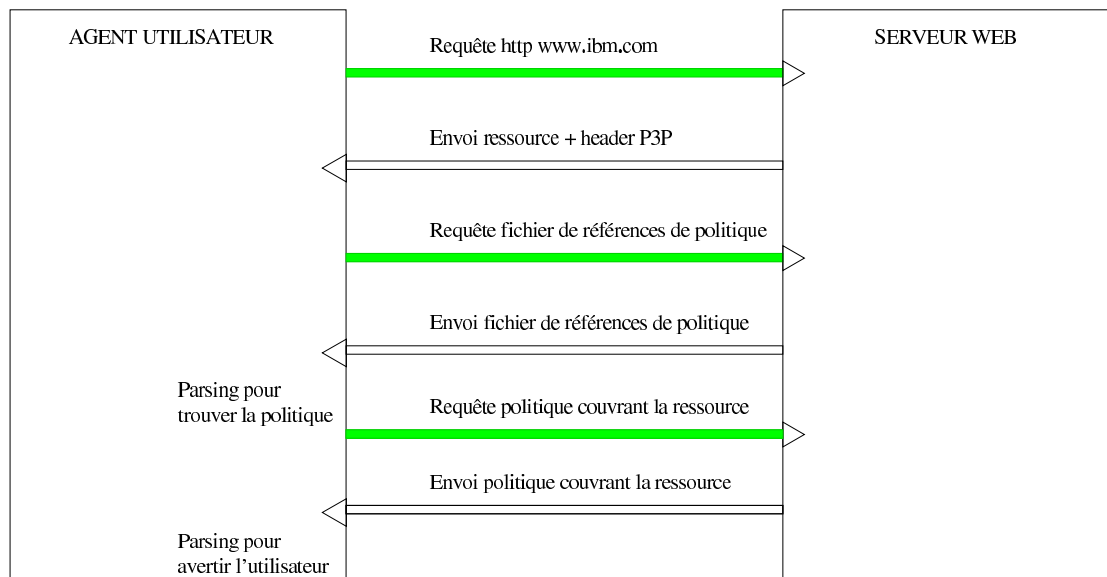 AGENT UTILISATEUR
SERVEUR WEB
Requête http www.ibm.com
Envoi ressource + header P3P
Requête fichier de références de politique
Envoi fichier de références de politique
Parsing pour
trouver la politique
Requête politique couvrant la ressource
Envoi politique couvrant la ressource
Parsing pour
avertir l'utilisateur